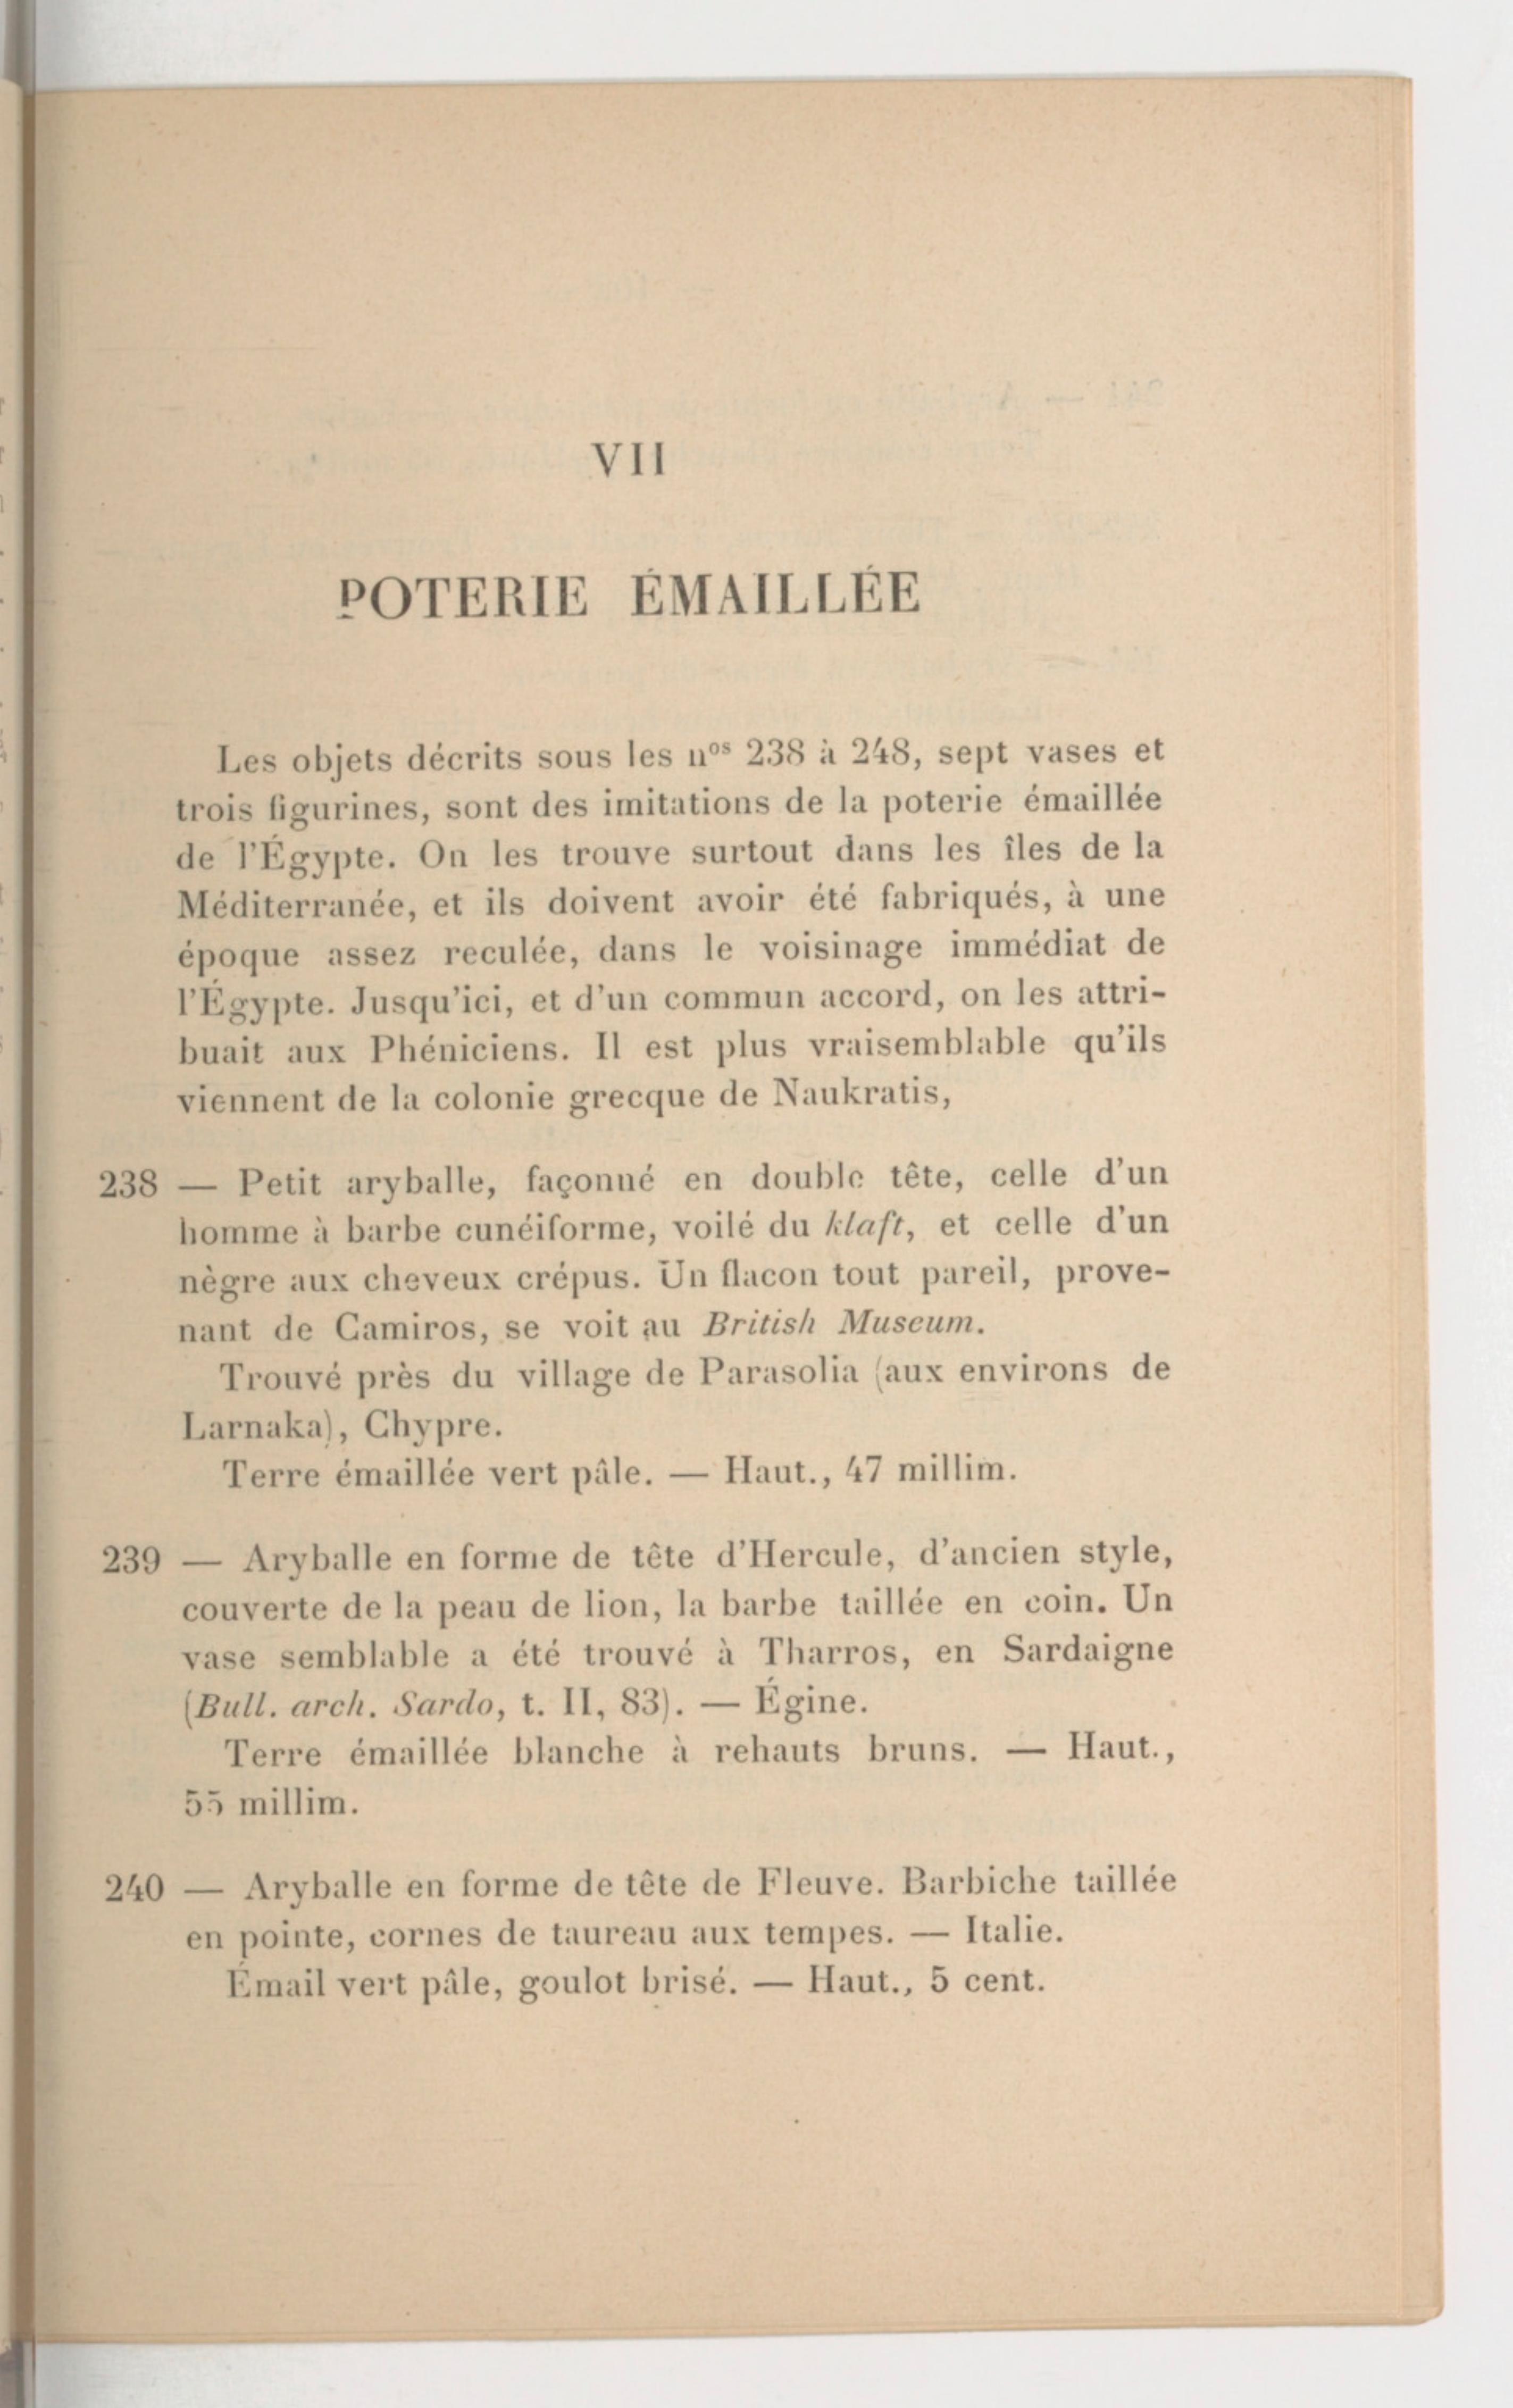 VII
POTERIE ÉMAILLÉE
Les objets décrits sous les nos 238 à 248, sept vases et
trois figurines, sont des imitations de la poterie émaillée
de l'Égypte. On les trouve surtout dans les îles de la
Méditerranée, et ils doivent avoir été fabriqués, à une
époque assez reculée, dans le voisinage immédiat de
l'Égypte. Jusqu'ici, et d'un commun accord, on les attri-
buait aux Phéniciens. Il est plus vraisemblable qu'ils
viennent de la colonie grecque de Naukratis,
238 — Petit aryballe, façonné en double tête, celle d'un
homme à barbe cunéiforme, voilé du klaft, et celle d'un
nègre aux cheveux crépus. Un flacon tout pareil, prove-
nant de Camiros, se voit au British Museum.
Trouvé près du village de Parasolia (aux environs de
Larnaka), Chypre.
Terre émaillée vert pâle. — Haut., 47 millim.
239 — Aryballe en forme de tête d'Hercule, d'ancien style,
couverte de la peau de lion, la barbe taillée en coin. Un
vase semblable a été trouvé à Tharros, en Sardaigne
(Bull. arch. Sardo, t. II, 83). — Égine.
Terre émaillée blanche à rehauts bruns. — Haut.,
55 millim.
240 — Aryballe en forme de tête de Fleuve. Barbiche taillée
en pointe, cornes de taureau aux tempes. — Italie.
Émail vert pâle, goulot brisé. — Haut., 5 cent.